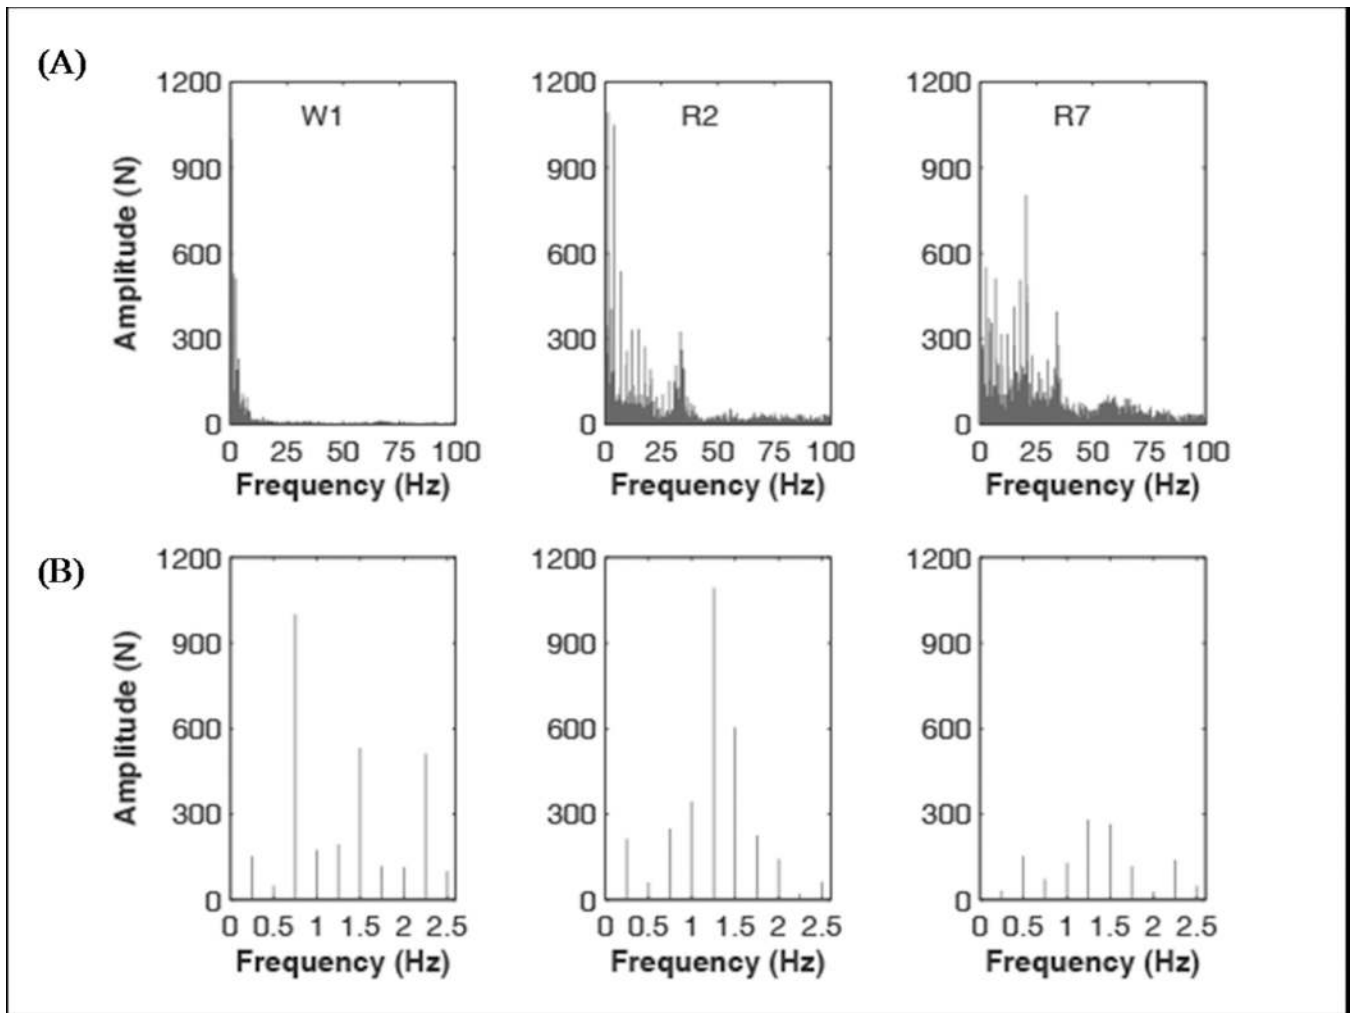 (A)
1200 1200 1200
W1 R2 R7
900 900 900
600 600 600
300 300 300
0 0 0
0 25 50 75 100 0 25 50 75 100 0 25 50 75 100
Amplitude (N)
Frequency (Hz) Frequency (Hz) Frequency (Hz)
(B)
1200 1200 1200
900 900 900
600 600 600
300 300 300
0 0 0
0 0.5 1 1.5 2 2.5 0 0.5 1 1.5 2 2.5 0 0.5 1 1.5 2 2.5
Amplitude (N)
Frequency (Hz) Frequency (Hz) Frequency (Hz)